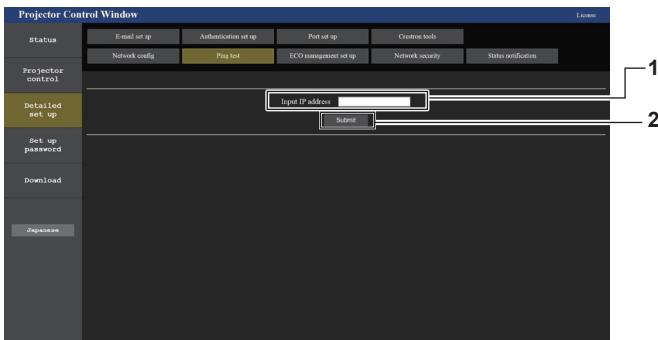 Projector Control Window
License
Status
Projector
control
Detailed
set up
Set up
password
Download
Japanese
E-mail set up
Authentication set up
Port set up
Crestron tools
Network config
Ping test
ECO management set up
Network security
Status notification
Input IP address
Submit
1
2